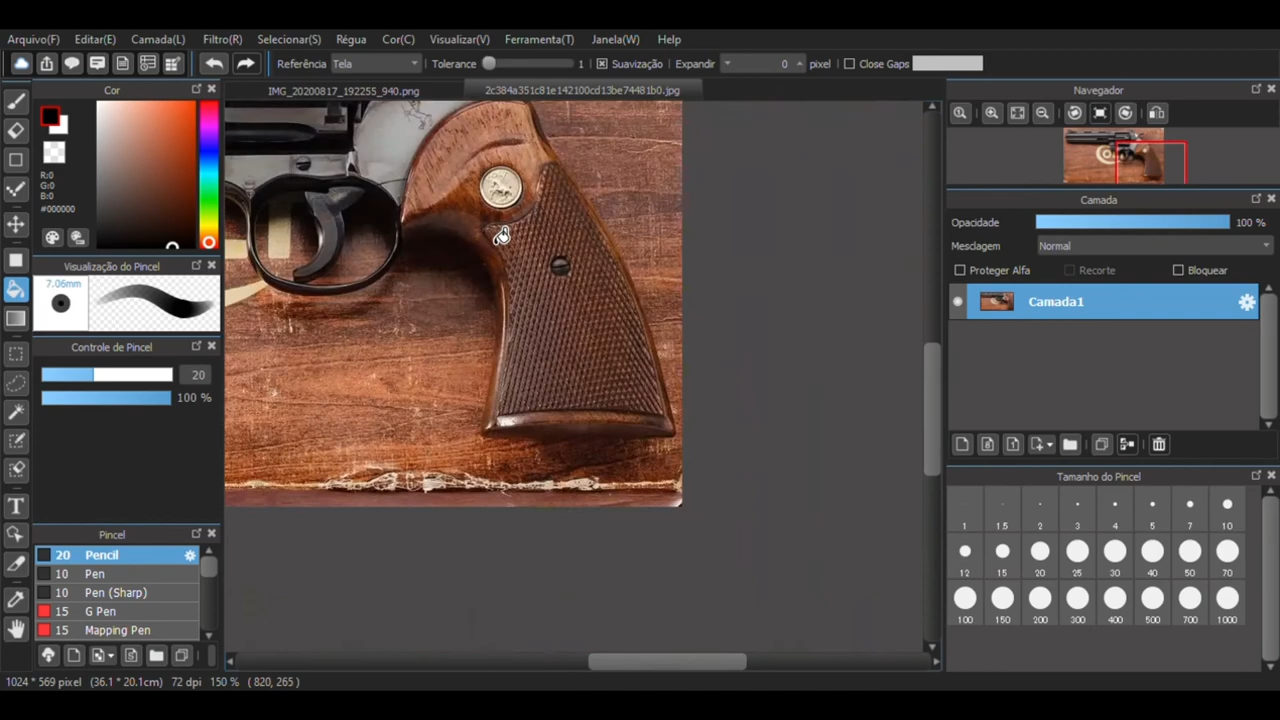 Arquivo(F) Editar(E) Camada(L) Filtro(R) Selecionar(S) Régua Cor(C) Visualizar(V) Ferramenta(T) Janela(W) Help
Referência Tela Tolerance 1 Suavização Expandir 0 pixel Close Gaps
Cor
R:0
G:0
B:0
#000000
Visualização do Pincel
7.06mm
Controle de Pincel
20
100 %
Pincel
20 Pencil
10 Pen
10 Pen (Sharp)
15 G Pen
15 Mapping Pen
IMG_20200817_192255_940.png 2c384a351c81e142100cd13be74481b0.jpg
Navegador
Camada
Opacidade 100 %
Mesclagem Normal
Proteger Alfa Recorte Bloquear
Camada1
Tamanho do Pincel
1 1.5 2 3 4 5 7 10
12 15 20 25 30 40 50 70
100 150 200 300 400 500 700 1000
1024 * 569 pixel (36.1 * 20.1cm) 72 dpi 150 % ( 820, 265 )